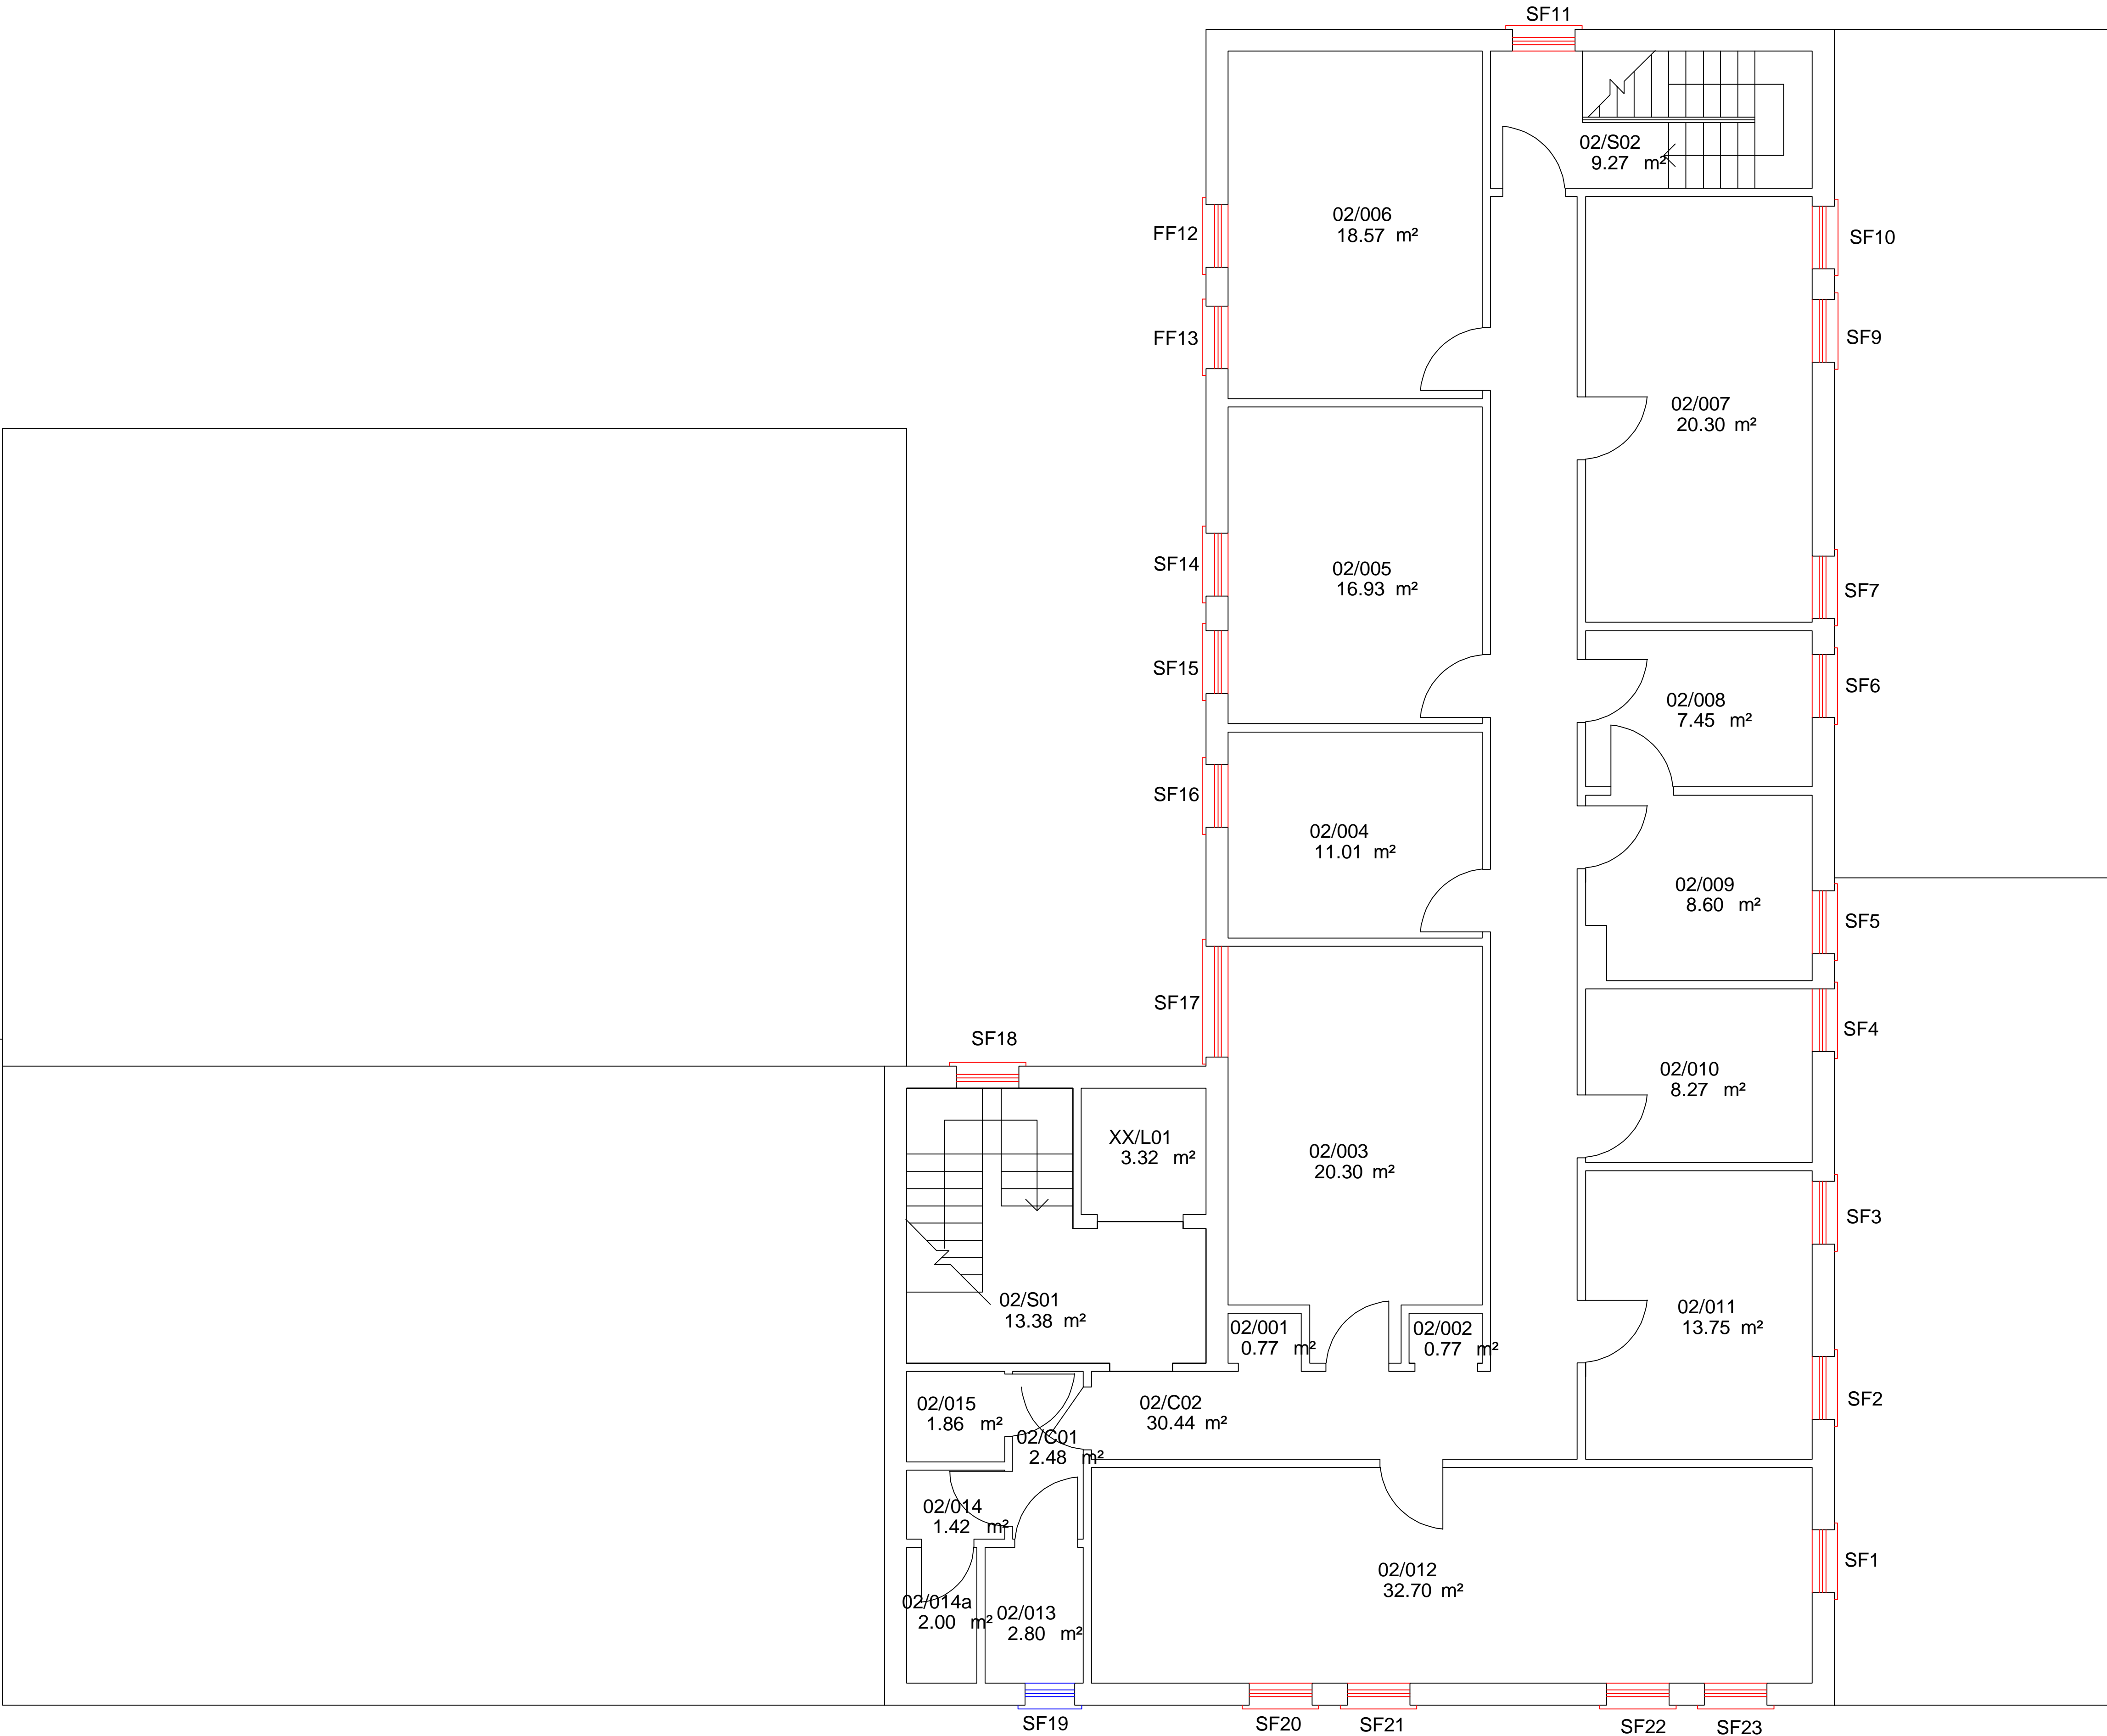 SF11
02/S02
9.27 m²
02/006
18.57 m²
FF12
SF10
FF13
SF9
02/007
20.30 m²
SF14
02/005
16.93 m²
SF7
SF15
SF6
02/008
7.45 m²
SF16
02/004
11.01 m²
02/009
8.60 m²
SF5
SF17
SF18
SF4
02/010
8.27 m²
XX/L01
3.32 m²
02/003
20.30 m²
SF3
02/S01
13.38 m²
02/011
13.75 m²
02/001
0.77 m²
02/002
0.77 m²
SF2
02/015
1.86 m²
02/C02
30.44 m²
02/C01
2.48 m²
02/014
1.42 m²
SF1
02/012
32.70 m²
02/014a
2.00 m²
02/013
2.80 m²
SF19
SF20
SF21
SF22
SF23